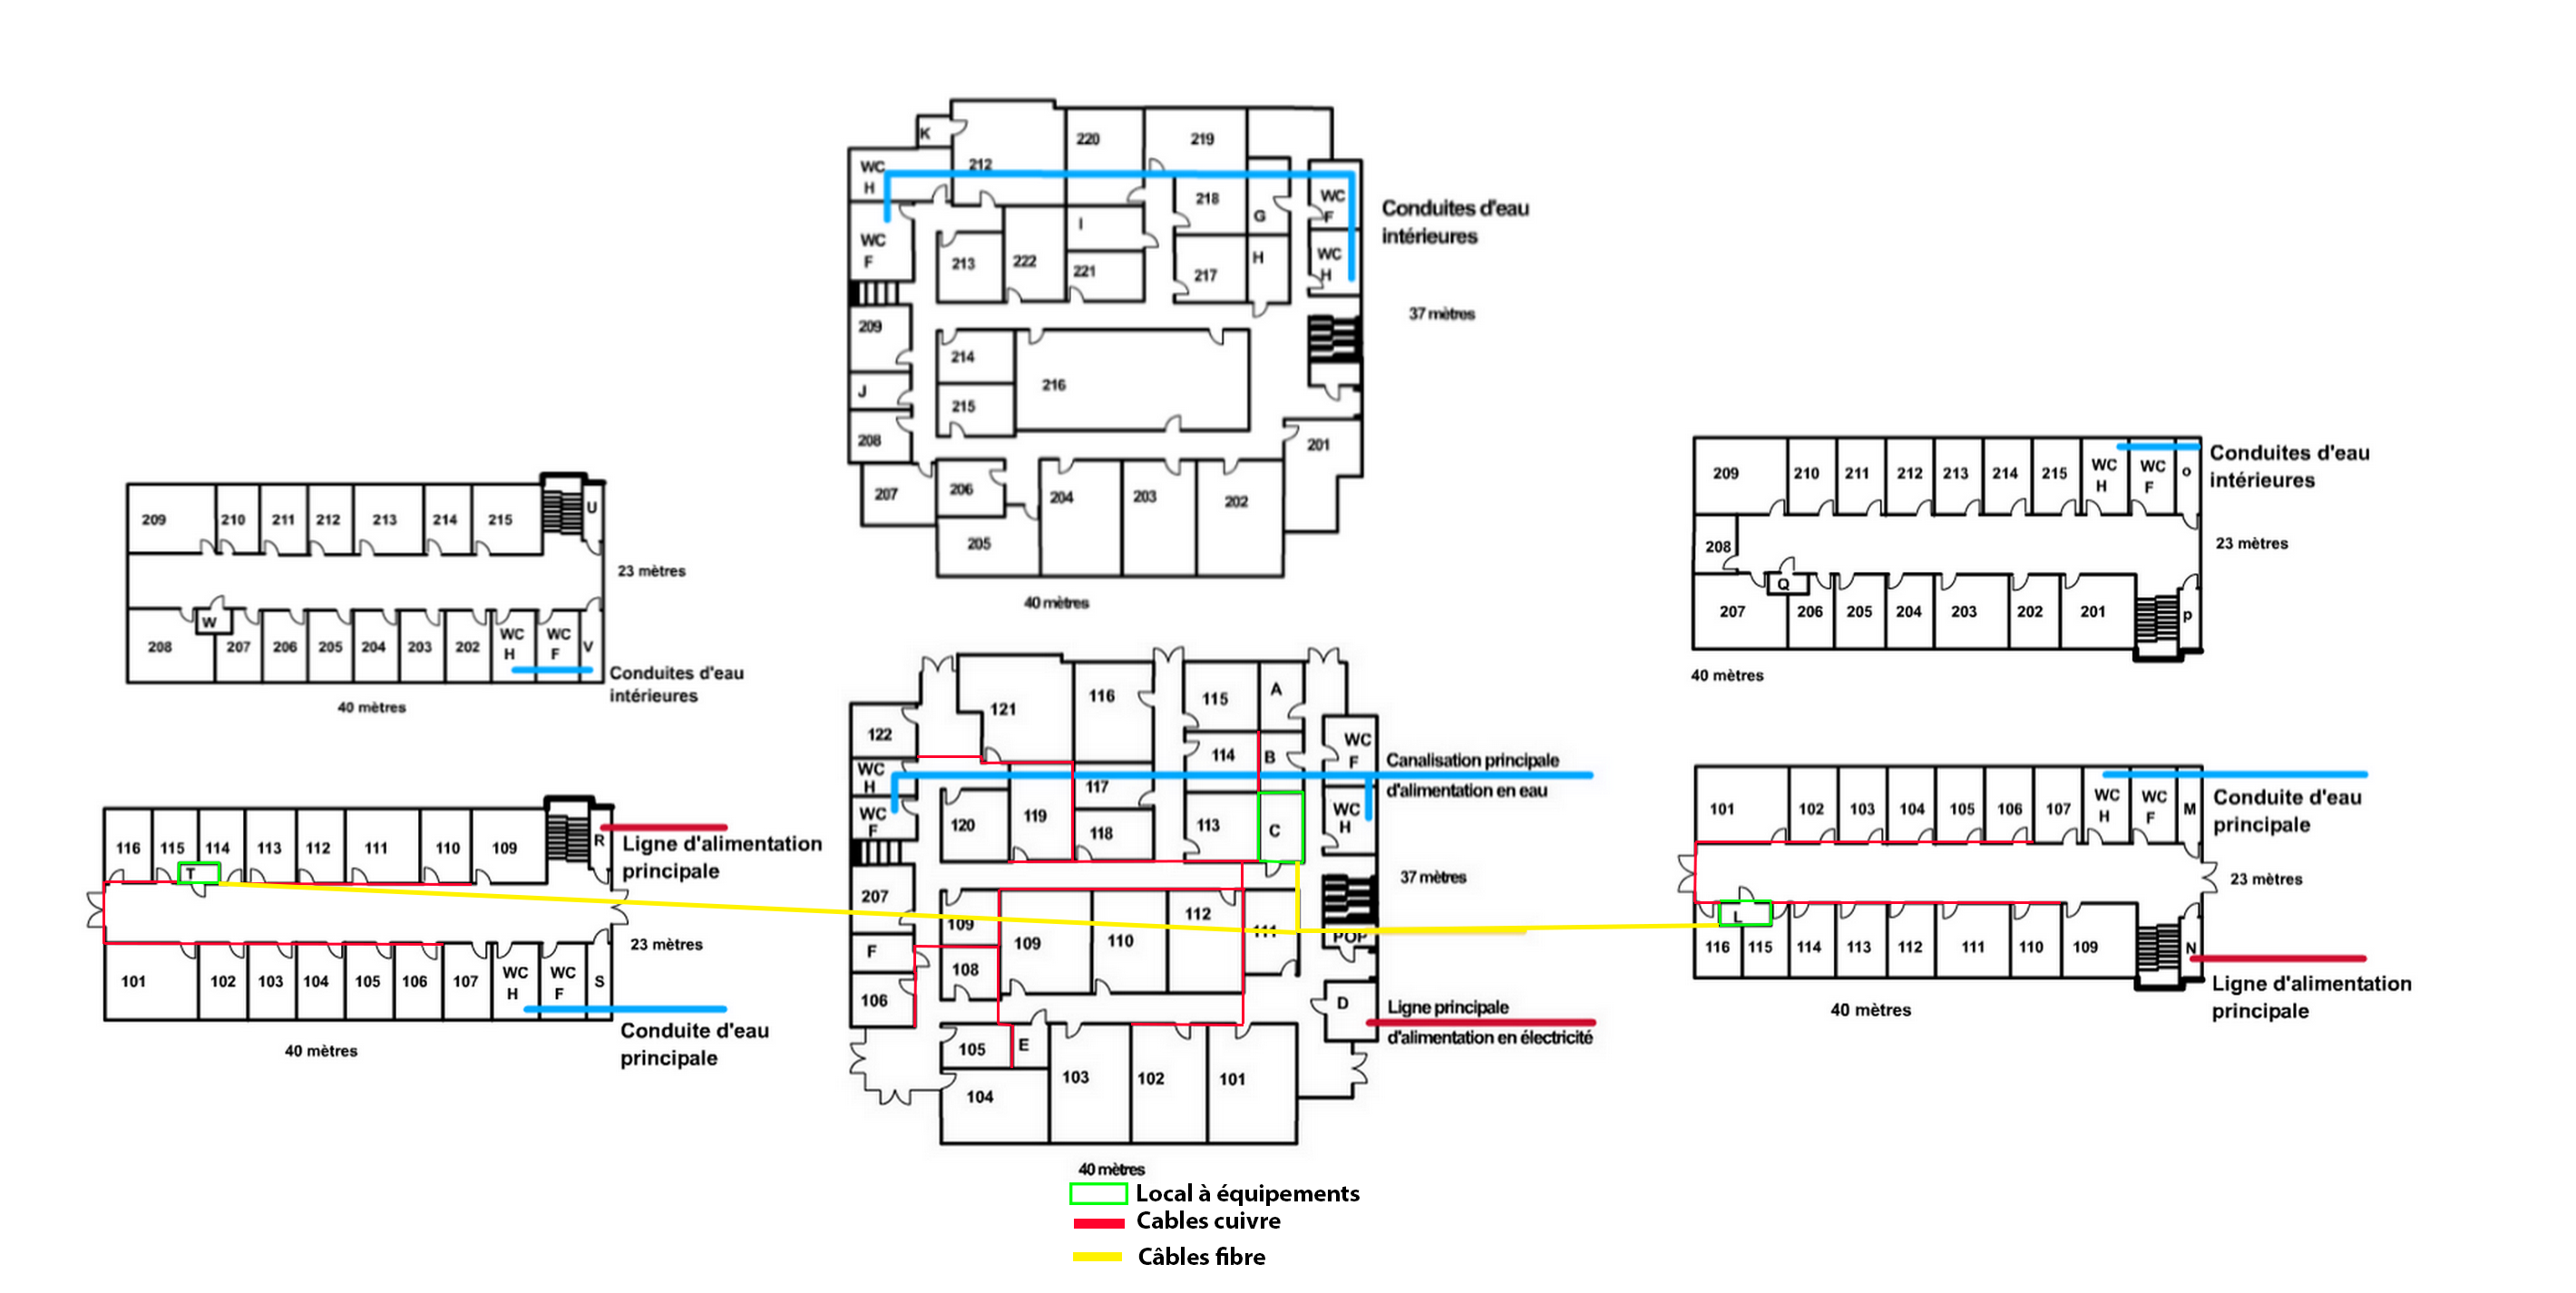 K
220
219
212
WC
H
WC
F
218
G
I
WC
F
213
222
221
217
H
WC
H
Conduites d'eau
intérieures
37 mètres
209
214
216
J
215
208
201
207
206
204
203
202
205
40 mètres
209
210
211
212
213
214
215
U
23 mètres
W
208
207
206
205
204
203
202
WC
H
WC
F
V
Conduites d'eau
intérieures
40 mètres
209
210
211
212
213
214
215
WC
H
WC
F
o
Conduites d'eau
intérieures
208
23 mètres
Q
207
206
205
204
203
202
201
p
40 mètres
121
116
115
A
122
114
B
WC
F
Canalisation principale
d'alimentation en eau
WC
H
117
WC
F
120
119
118
113
C
WC
H
37 mètres
207
109
112
111
F
109
110
POP
108
106
D
Ligne principale
d'alimentation en électricité
105
E
103
102
101
104
40 mètres
116
115
114
113
112
111
110
109
R
Ligne d'alimentation
principale
T
23 mètres
101
102
103
104
105
106
107
WC
H
WC
F
S
Conduite d'eau
principale
40 mètres
101
102
103
104
105
106
107
WC
H
WC
F
M
Conduite d'eau
principale
23 mètres
L
116
115
114
113
112
111
110
109
N
Ligne d'alimentation
principale
40 mètres
Local à équipements
Cables cuivre
Câbles fibre